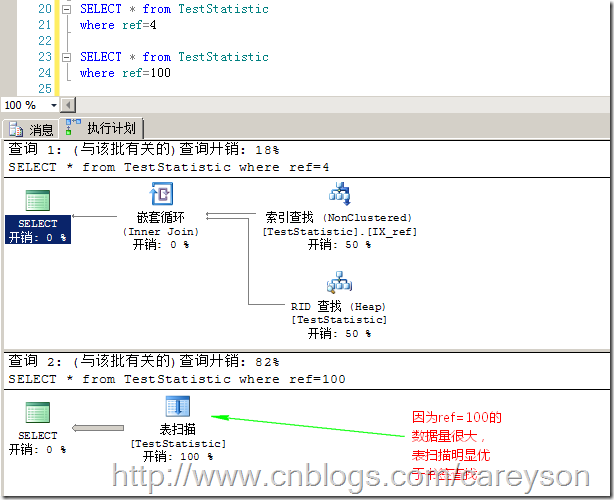 20 SELECT * from TestStatistic
21 where ref=4
22
23 SELECT * from TestStatistic
24 where ref=100
25
100 %
消息 执行计划
查询 1: (与该批有关的)查询开销: 18%
SELECT * from TestStatistic where ref=4
SELECT
开销: 0 %
嵌套循环
(Inner Join)
开销: 0 %
索引查找 (NonClustered)
[TestStatistic].[IX_ref]
开销: 50 %
RID 查找 (Heap)
[TestStatistic]
开销: 50 %
查询 2: (与该批有关的)查询开销: 82%
SELECT * from TestStatistic where ref=100
SELECT
开销: 0 %
表扫描
[TestStatistic]
开销: 100 %
因为ref=100的
数据量很大，
表扫描明显优
于书签查找
http://www.cnblogs.com/careyson